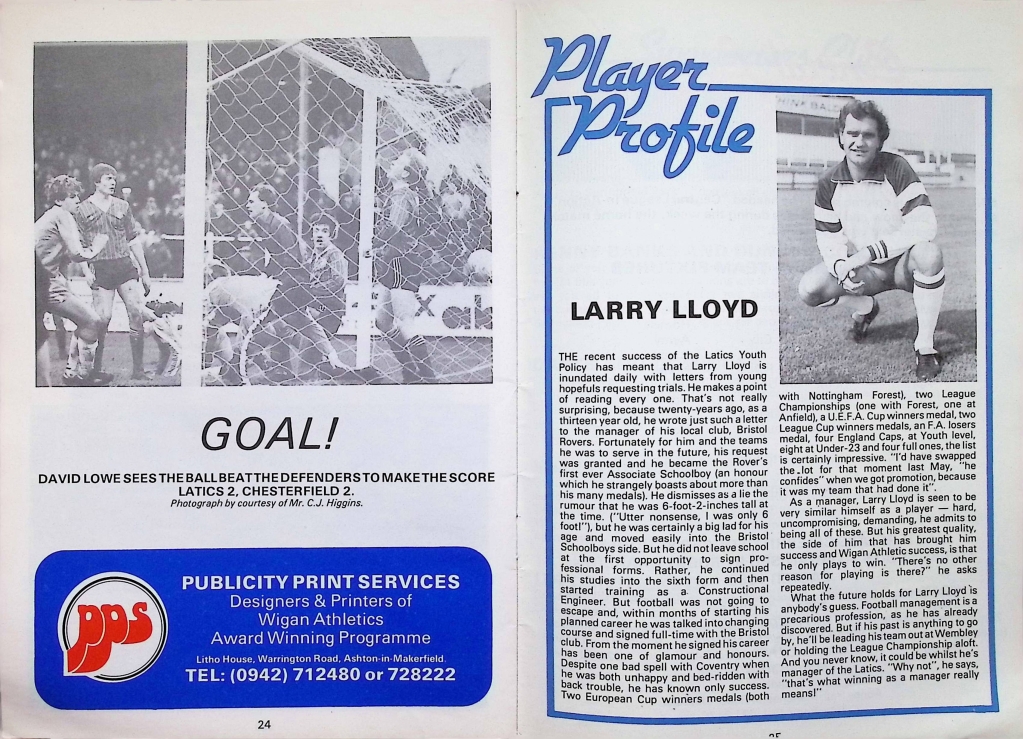 GOAL!
DAVID LOWE SEES THE BALL BEAT THE DEFENDERS TO MAKE THE SCORE
LATICS 2, CHESTERFIELD 2.
Photograph by courtesy of Mr. C.J. Higgins.
pps
PUBLICITY PRINT SERVICES
Designers & Printers of
Wigan Athletics
Award Winning Programme
Litho House, Warrington Road, Ashton-in-Makerfield.
TEL: (0942) 712480 or 728222
24
Player
Profile
LARRY LLOYD
THE recent success of the Latics Youth
Policy has meant that Larry Lloyd is
inundated daily with letters from young
hopefuls requesting trials. He makes a point
of reading every one. That's not really
surprising, because twenty-years ago, as a
thirteen year old, he wrote just such a letter
to the manager of his local club, Bristol
Rovers. Fortunately for him and the teams
he was to serve in the future, his request
was granted and he became the Rover's
first ever Associate Schoolboy (an honour
which he strangely boasts about more than
his many medals). He dismisses as a lie the
rumour that he was 6-foot-2-inches tall at
the time. ("Utter nonsense, I was only 6
foot!"), but he was certainly a big lad for his
age and moved easily into the Bristol
Schoolboys side. But he did not leave school
at the first opportunity to sign pro-
fessional forms. Rather, he continued
his studies into the sixth form and then
started training as a Constructional
Engineer. But football was not going to
escape and, within months of starting his
planned career he was talked into changing
course and signed full-time with the Bristol
club. From the moment he signed his career
has been one of glamour and honours.
Despite one bad spell with Coventry when
he was both unhappy and bed-ridden with
back trouble, he has known only success.
Two European Cup winners medals (both
with Nottingham Forest), two League
Championships (one with Forest, one at
Anfield), a U.E.F.A. Cup winners medal, two
League Cup winners medals, an F.A. losers
medal, four England Caps, at Youth level,
eight at Under-23 and four full ones, the list
is certainly impressive. "I'd have swapped
the lot for that moment last May, "he
confides" when we got promotion, because
it was my team that had done it".
As a manager, Larry Lloyd is seen to be
very similar himself as a player — hard,
uncompromising, demanding, he admits to
being all of these. But his greatest quality,
the side of him that has brought him
success and Wigan Athletic success, is that
he only plays to win. "There's no other
reason for playing is there?" he asks
repeatedly.
What the future holds for Larry Lloyd is
anybody's guess. Football management is a
precarious profession, as he has already
discovered. But if his past is anything to go
by, he'll be leading his team out at Wembley
or holding the League Championship aloft.
And you never know, it could be whilst he's
manager of the Latics. "Why not", he says,
"that's what winning as a manager really
means!"